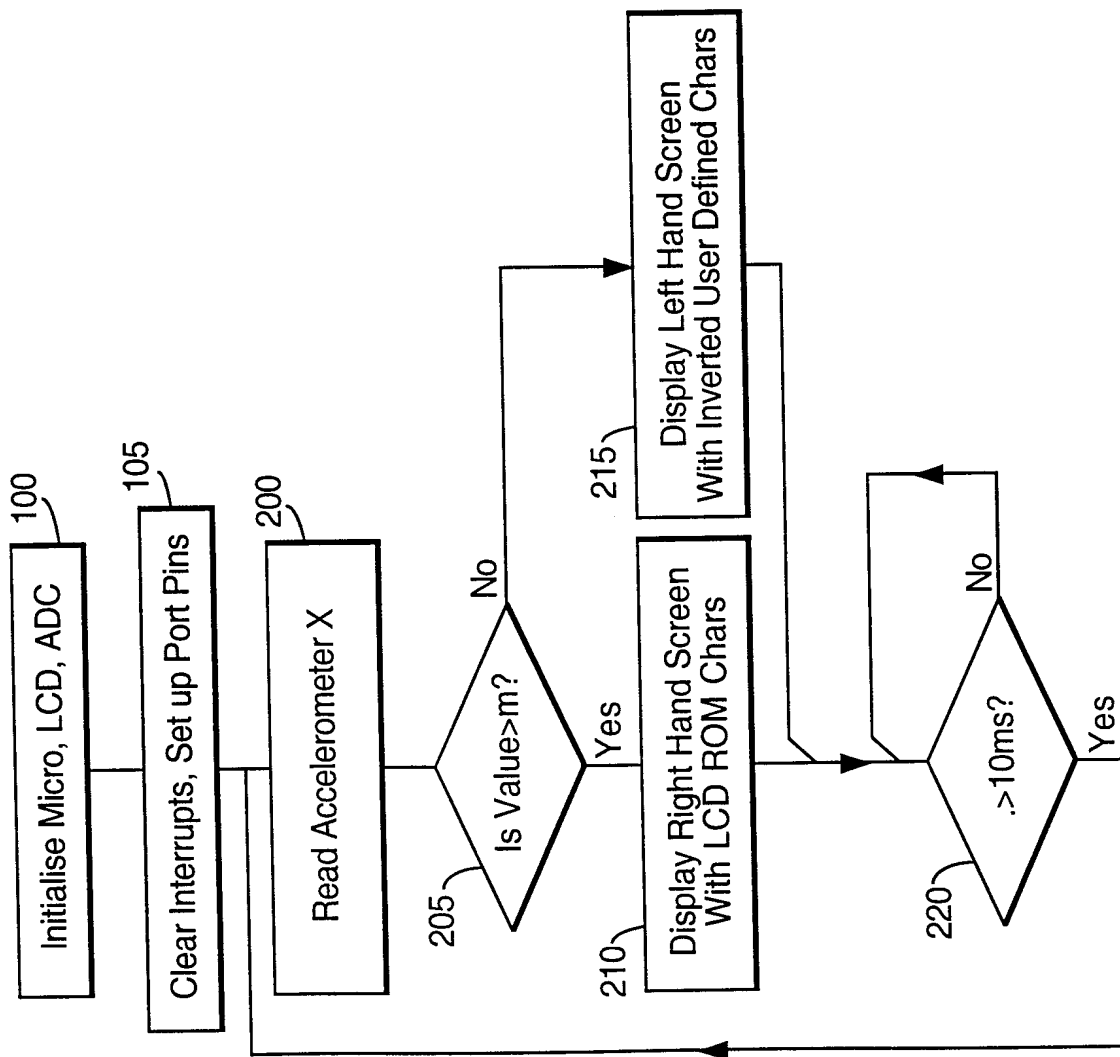 100
Initialise Micro, LCD, ADC
105
Clear Interrupts, Set up Port Pins
200
Read Accelerometer X
205
Is Value>m?
No
Yes
210
Display Right Hand Screen
With LCD ROM Chars
215
Display Left Hand Screen
With Inverted User Defined Chars
220
.>10ms?
No
Yes